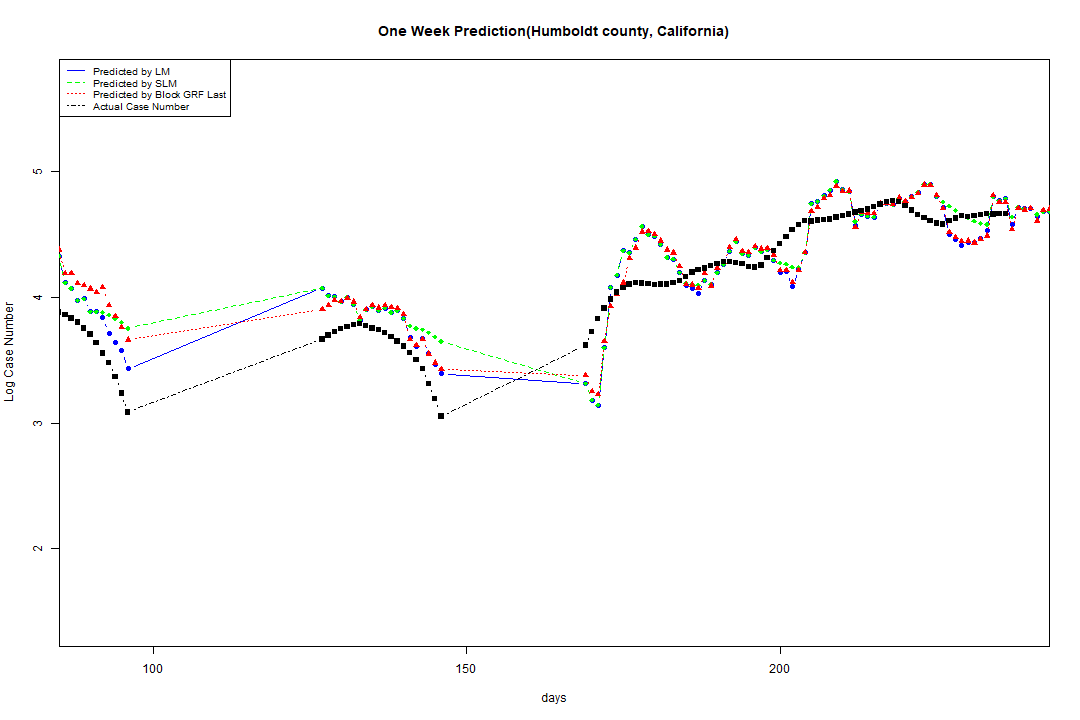 One Week Prediction(Humboldt county, California)
Predicted by LM
Predicted by SLM
Predicted by Block GRF Last
Actual Case Number
5
4
3
2
Log Case Number
100 150 200
days